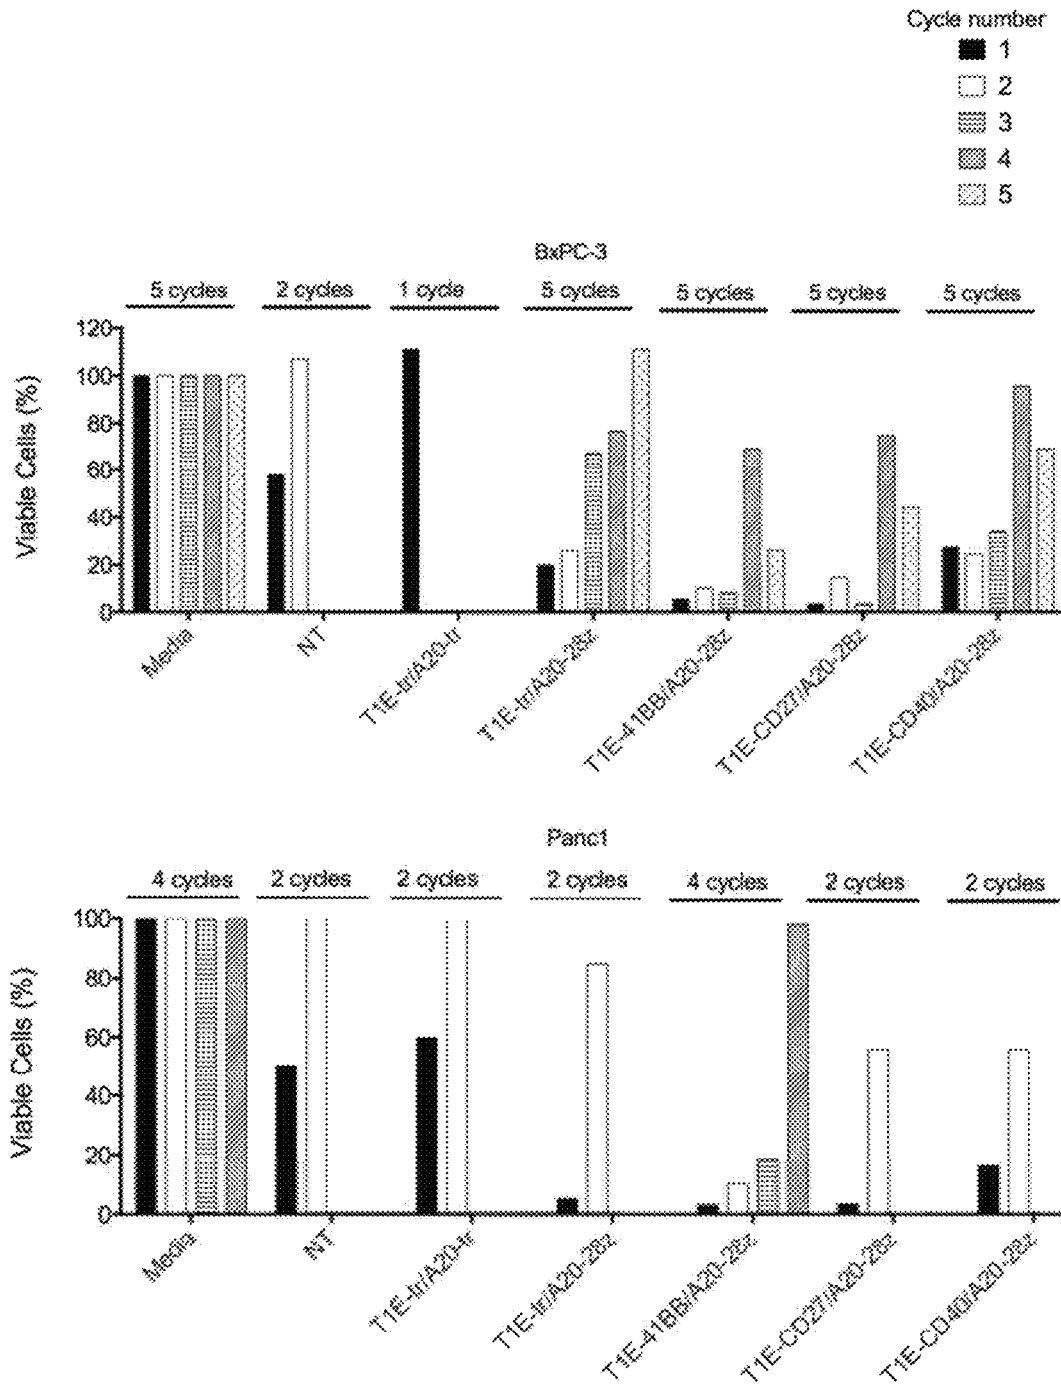 Cycle number
1
2
3
4
5
BxPC-3
5 cycles 2 cycles 1 cycle 5 cycles 5 cycles 5 cycles 5 cycles
Viable Cells (%)
120
100
80
60
40
20
0
Media NT T1E-tr/A20-tr T1E-tr/A20-28z T1E-41BB/A20-28z T1E-CD27/A20-28z T1E-CD40/A20-28z
Panc1
4 cycles 2 cycles 2 cycles 2 cycles 4 cycles 2 cycles 2 cycles
Viable Cells (%)
100
80
60
40
20
0
Media NT T1E-tr/A20-tr T1E-tr/A20-28z T1E-41BB/A20-28z T1E-CD27/A20-28z T1E-CD40/A20-28z